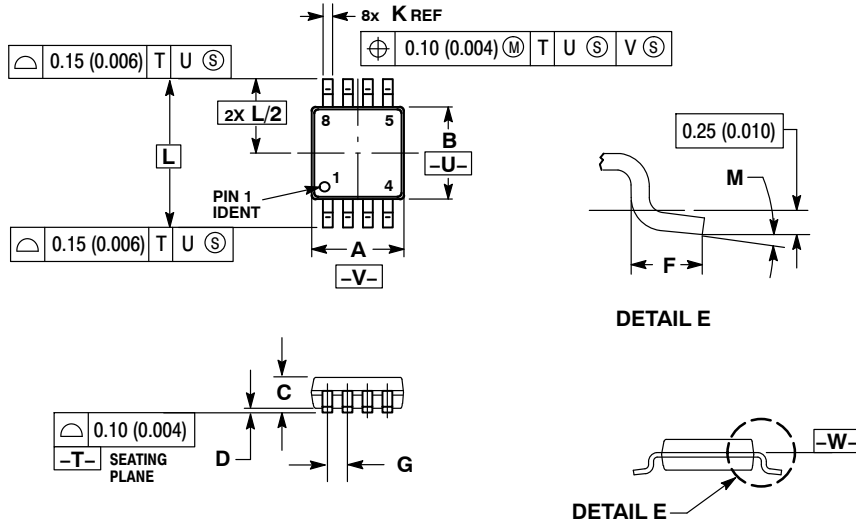 8x K REF
⌖ 0.10 (0.004) Ⓜ T U Ⓢ V Ⓢ
⌓ 0.15 (0.006) T U Ⓢ
2X L/2
L
8 5
B
–U–
PIN 1
IDENT
1 4
⌓ 0.15 (0.006) T U Ⓢ
A
–V–
0.25 (0.010)
M
F
DETAIL E
C
⌓ 0.10 (0.004)
–T– SEATING
PLANE
D
G
–W–
DETAIL E